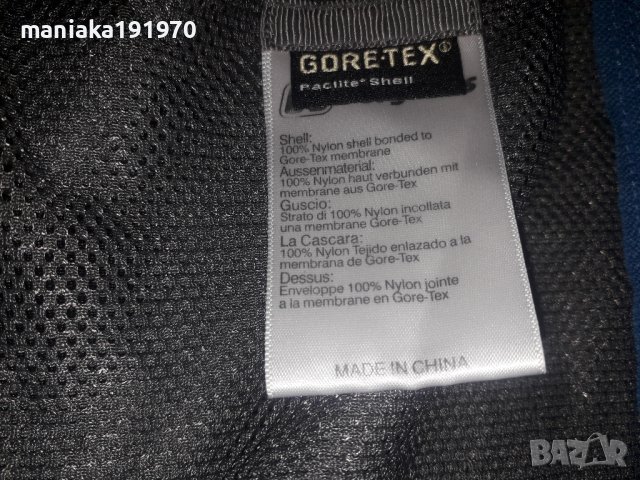 maniaka191970
GORE-TEX®
Paclite® Shell
Shell:
100% Nylon shell bonded to
Gore-Tex membrane
Aussenmaterial:
100% Nylon haut verbunden mit
membrane aus Gore-Tex
Guscio:
Strato di 100% Nylon incollata
una membrane Gore-Tex
La Cascara:
100% Nylon Tejido enlazado a la
membrana de Gore-Tex
Dessus:
Enveloppe 100% Nylon jointe
a la membrane en Gore-Tex
MADE IN CHINA
BAZAR